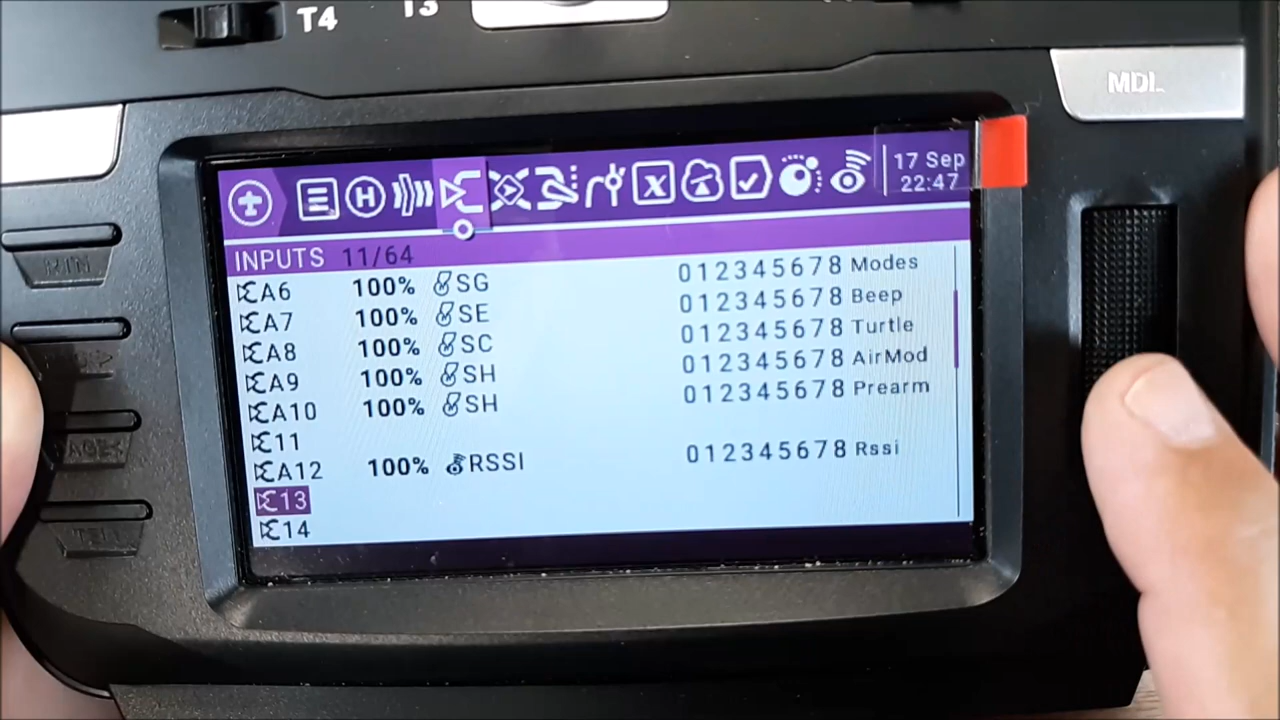 T4
T3
MDL
17 Sep
22:47
INPUTS 11/64
A6 100% SG 012345678 Modes
A7 100% SE 012345678 Beep
A8 100% SC 012345678 Turtle
A9 100% SH 012345678 AirMod
A10 100% SH 012345678 Prearm
11
A12 100% RSSI 012345678 Rssi
13
14
RTN